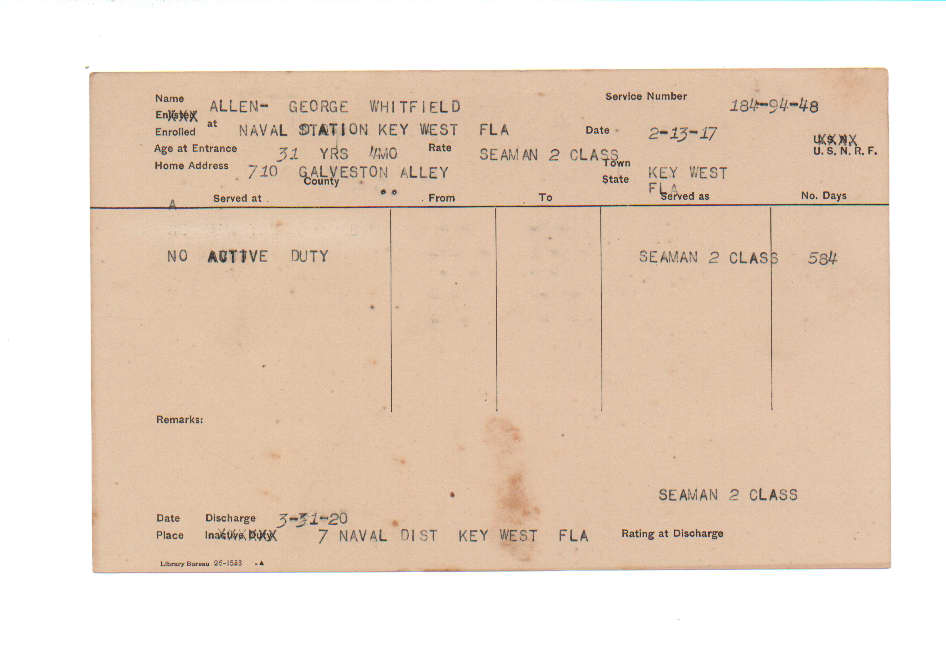 Name ALLEN- GEORGE WHITFIELD Service Number 184-94-48
Enlisted
Enrolled at NAVAL STATION KEY WEST FLA Date 2-13-17 U.S.N.
U.S.N.R.F.
Age at Entrance 31 YRS 4MO Rate SEAMAN 2 CLASS
Home Address 710 GALVESTON ALLEY Town KEY WEST
County State FLA
A Served at From To Served as No. Days
NO ACTIVE DUTY SEAMAN 2 CLASS 584
Remarks:
SEAMAN 2 CLASS
Date Discharge 3-31-20
Place Inactive Duty 7 NAVAL DIST KEY WEST FLA Rating at Discharge
Library Bureau 26-1593